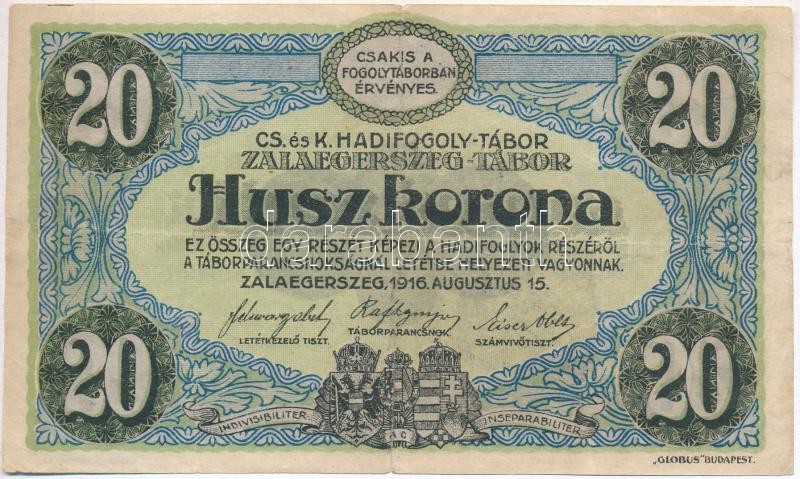 20
20
CSAKIS A
FOGOLYTÁBORBAN
ÉRVÉNYES.
CS. és K. HADIFOGOLY-TÁBOR
ZALAEGERSZEG-TÁBOR
Husz korona
darabanth
EZ ÖSSZEG EGY RÉSZÉT KÉPEZI A HADIFOGLYOK RÉSZÉRŐL
A TÁBORPARANCSNOKSÁGNÁL LETÉTBE HELYEZETT VAGYONNAK.
ZALAEGERSZEG, 1916. AUGUSZTUS 15.
LETÉTKEZELŐ TISZT.
TÁBORPARANCSNOK.
SZÁMVIVŐTISZT.
20
20
INDIVISIBILITER
AC
INSEPARABILITER
„GLOBUS" BUDAPEST.